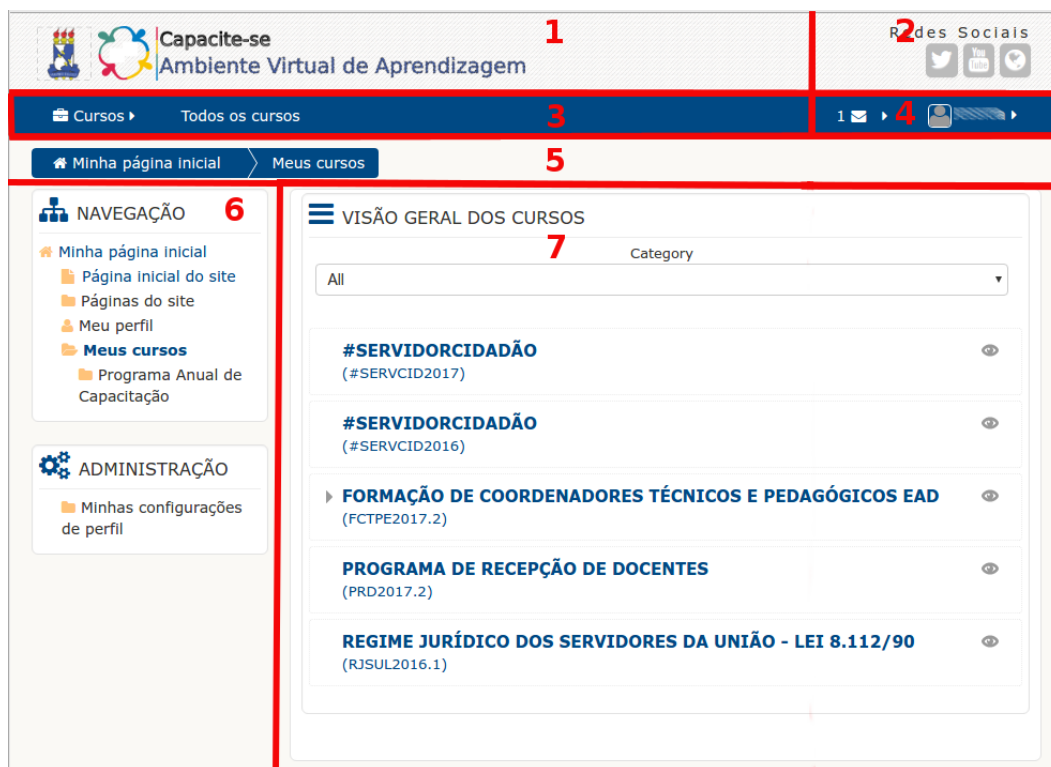 Capacite-se
Ambiente Virtual de Aprendizagem
1
2
Redes Sociais
You
Tube
Cursos
Todos os cursos
3
1
4
Minha página inicial
Meus cursos
5
NAVEGAÇÃO
6
Minha página inicial
Página inicial do site
Páginas do site
Meu perfil
Meus cursos
Programa Anual de
Capacitação
ADMINISTRAÇÃO
Minhas configurações
de perfil
VISÃO GERAL DOS CURSOS
7
Category
All
#SERVIDORCIDADÃO
(#SERVCID2017)
#SERVIDORCIDADÃO
(#SERVCID2016)
FORMAÇÃO DE COORDENADORES TÉCNICOS E PEDAGÓGICOS EAD
(FCTPE2017.2)
PROGRAMA DE RECEPÇÃO DE DOCENTES
(PRD2017.2)
REGIME JURÍDICO DOS SERVIDORES DA UNIÃO - LEI 8.112/90
(RJSUL2016.1)